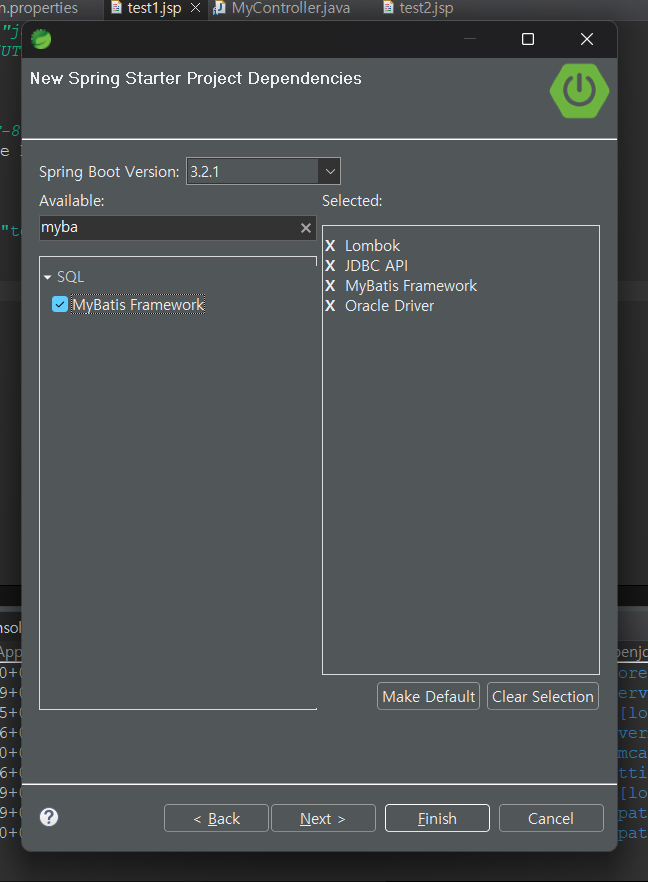 n.properties test1.jsp MyController.java test2.jsp
New Spring Starter Project Dependencies
Spring Boot Version: 3.2.1
Available:
Selected:
myba
SQL
MyBatis Framework
X Lombok
X JDBC API
X MyBatis Framework
X Oracle Driver
Make Default
Clear Selection
< Back
Next >
Finish
Cancel